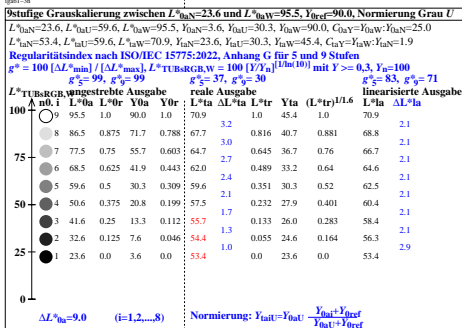 9stufige Grauskalierung zwischen L*0aN=23.6 und L*0aW=95.5, Y0ref=90.0, Normierung Grau U
L*0aN=23.6, L*0aU=59.6, L*0aW=95.5, Y0aN=3.6, Y0aU=30.3, Y0aW=90.0, C0aY=Y0aW:Y0aN=25.0
L*taN=53.4, L*taU=59.6, L*taW=70.9, YtaN=23.6, YtaU=30.3, YtaW=45.4, CtaY=YtaW:YtaN=1.9
Regularitätsindex nach ISO/IEC 15775:2022, Anhang G für 5 und 9 Stufen
g* = 100 [ΔL*min] / [ΔL*max], L*TUBsRGB,W = 100 [Y/Yn][1/ln(10)] mit Y >= 0.3, Yn=100
g*5= 99, g*9= 99 g*5= 37, g*9= 30 g*5= 83, g*9= 71
L*TUBsRGB,W angestrebte Ausgabe reale Ausgabe linearisierte Ausgabe
n0. i L*0a L*0r Y0a Y0r L*ta ΔL*ta L*tr Yta (L*tr)1/1.6 L*la ΔL*la
100
9 95.5 1.0 90.0 1.0 70.9 1.0 45.4 1.0 70.9
3.2 2.1
8 86.5 0.875 71.7 0.788 67.7 0.816 40.7 0.881 68.8
3.0 2.1
75
7 77.5 0.75 55.7 0.603 64.7 0.645 36.7 0.76 66.7
2.7 2.1
6 68.5 0.625 41.9 0.443 62.0 0.489 33.2 0.64 64.6
2.4 2.1
5 59.6 0.5 30.3 0.309 59.6 0.351 30.3 0.52 62.5
2.1 2.1
50
4 50.6 0.375 20.8 0.199 57.5 0.232 27.9 0.401 60.4
1.7 2.1
3 41.6 0.25 13.3 0.112 55.7 0.133 26.0 0.283 58.4
1.3 2.1
2 32.6 0.125 7.6 0.046 54.4 0.055 24.6 0.164 56.3
1.0 2.9
25
1 23.6 0.0 3.6 0.0 53.4 0.0 23.6 0.0 53.4
0
ΔL*0a=9.0 (i=1,2,...,8) Normierung: YtaiU=Y0aU Y0ai+Y0ref
Y0aU+Y0ref